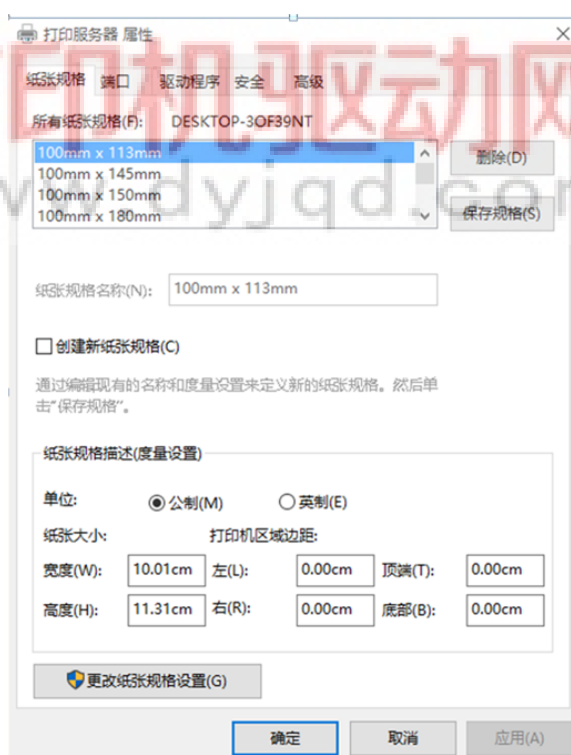 打印服务器 属性
打印机驱动网
纸张规格 端口 驱动程序 安全 高级
所有纸张规格(F): DESKTOP-3OF39NT
100mm x 113mm
删除(D)
100mm x 145mm
100mm x 150mm
www.dyjqd.com
100mm x 180mm
保存规格(S)
纸张规格名称(N): 100mm x 113mm
创建新纸张规格(C)
通过编辑现有的名称和度量设置来定义新的纸张规格。然后单
击“保存规格”。
纸张规格描述(度量设置)
单位: 公制(M) 英制(E)
纸张大小: 打印机区域边距:
宽度(W): 10.01cm 左(L): 0.00cm 顶端(T): 0.00cm
高度(H): 11.31cm 右(R): 0.00cm 底部(B): 0.00cm
更改纸张规格设置(G)
确定 取消 应用(A)